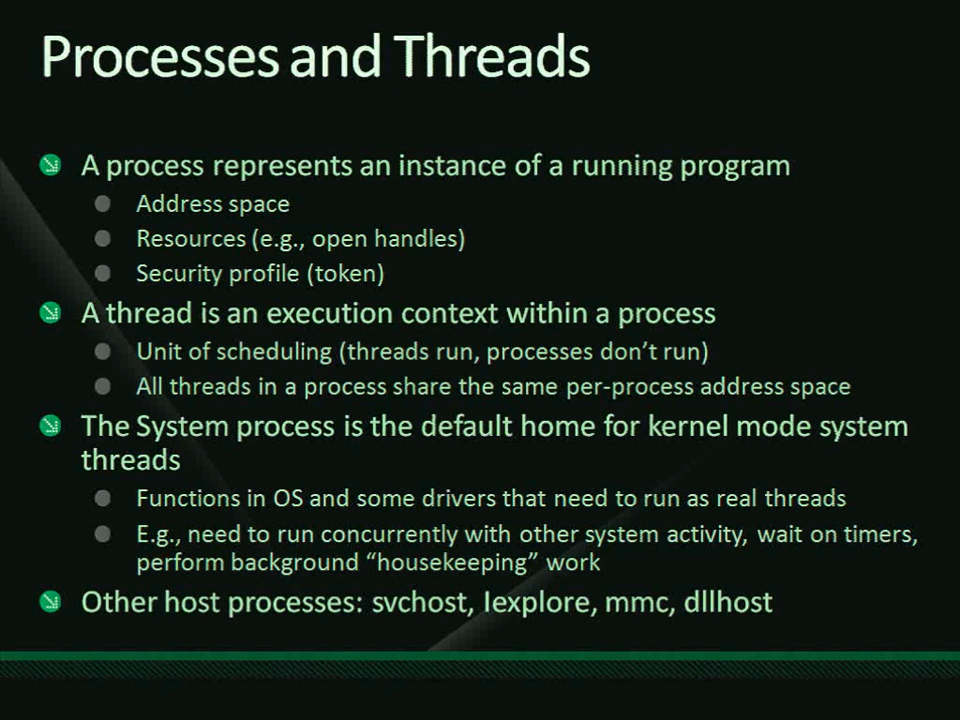 Processes and Threads
A process represents an instance of a running program
Address space
Resources (e.g., open handles)
Security profile (token)
A thread is an execution context within a process
Unit of scheduling (threads run, processes don’t run)
All threads in a process share the same per-process address space
The System process is the default home for kernel mode system
threads
Functions in OS and some drivers that need to run as real threads
E.g., need to run concurrently with other system activity, wait on timers,
perform background “housekeeping” work
Other host processes: svchost, Iexplore, mmc, dllhost